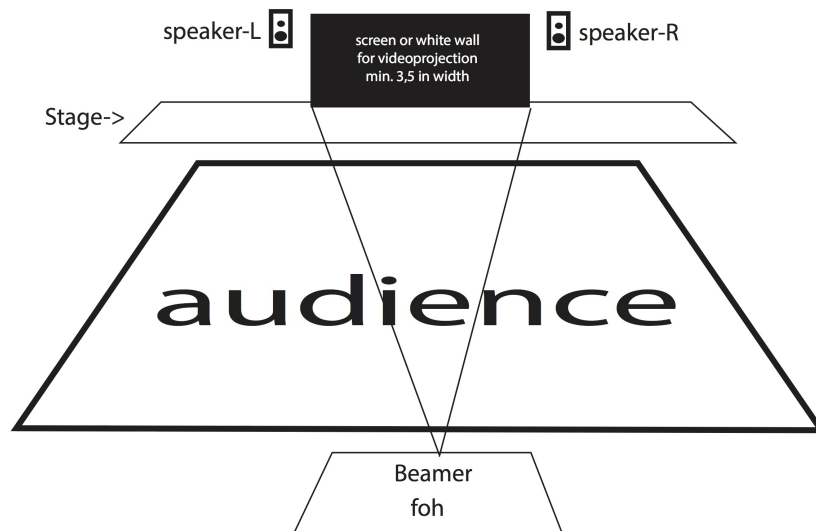 speaker-L
screen or white wall
for videoprojection
min. 3,5 in width
speaker-R
Stage->
audience
Beamer
foh